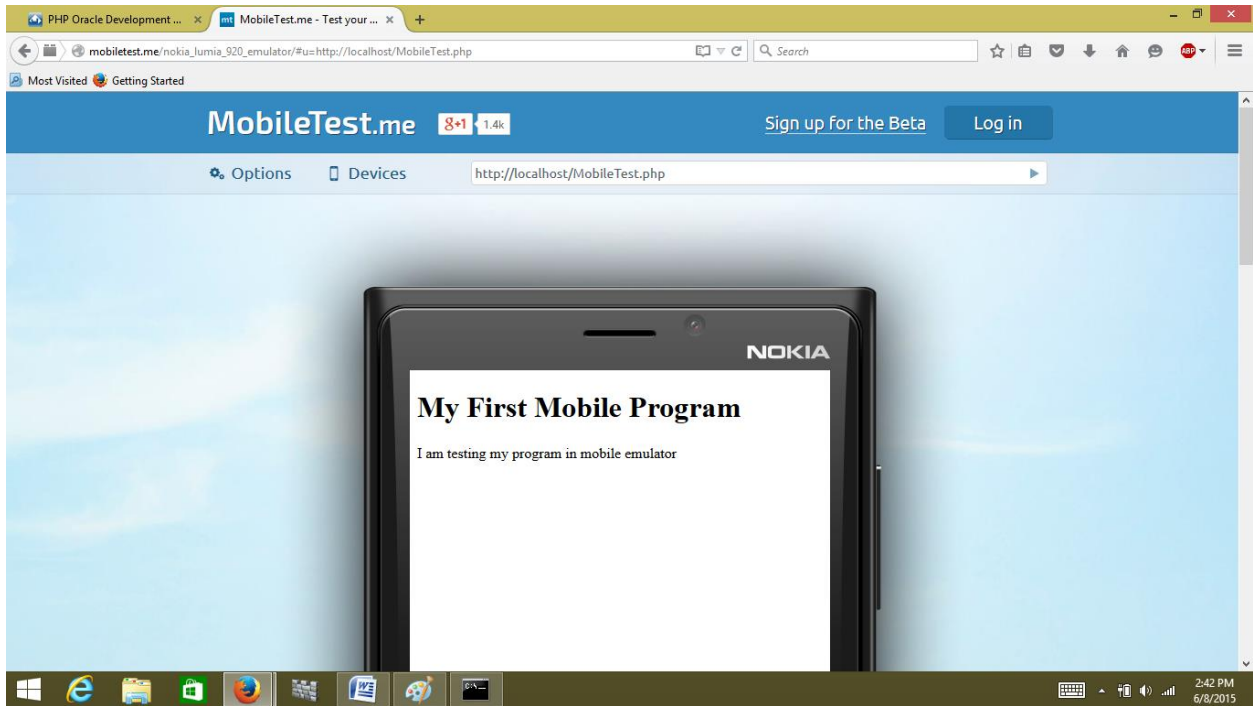 PHP Oracle Development ...
MobileTest.me - Test your ...
mobiletest.me/nokia_lumia_920_emulator/#u=http://localhost/MobileTest.php
Search
ABP
Most Visited Getting Started
MobileTest.me
g+1 1.4k
Sign up for the Beta
Log in
Options Devices http://localhost/MobileTest.php
NOKIA
My First Mobile Program
I am testing my program in mobile emulator
2:42 PM
6/8/2015